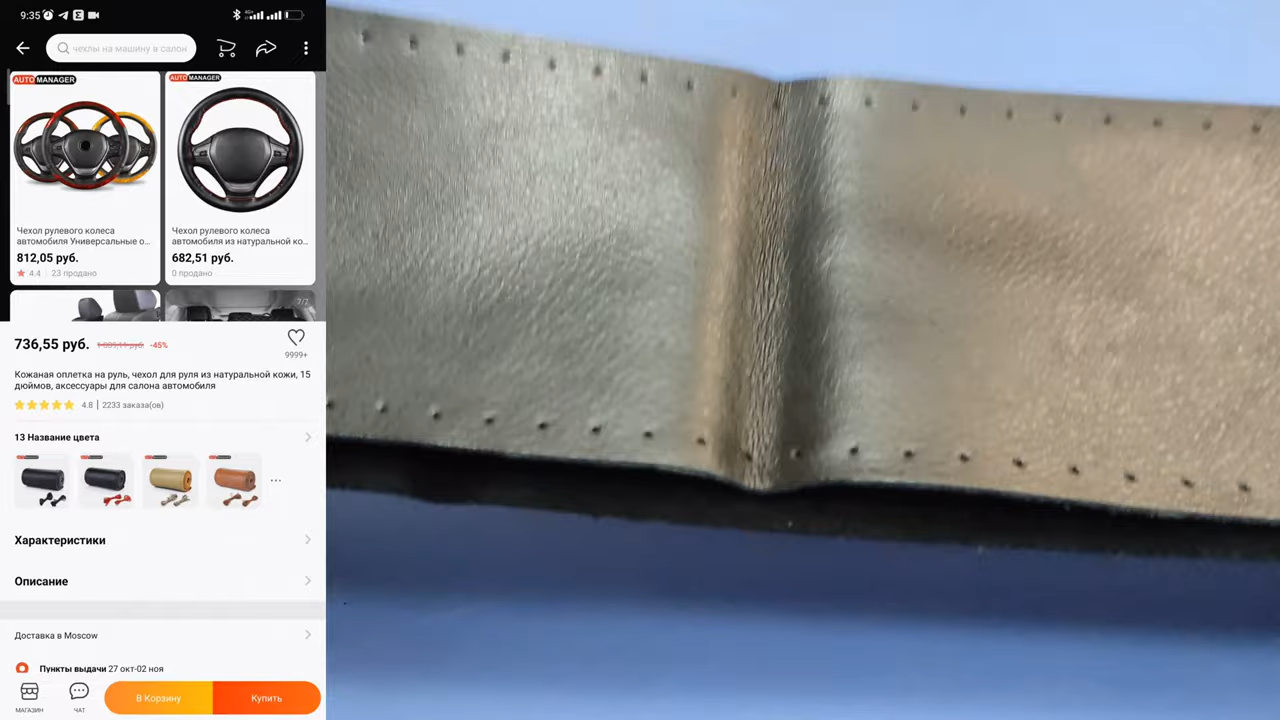 9:35
чехлы на машину в салон
AUTO MANAGER
AUTO MANAGER
Чехол рулевого колеса
автомобиля Универсальные о...
812,05 руб.
4.4 | 23 продано
Чехол рулевого колеса
автомобиля из натуральной ко...
682,51 руб.
0 продано
736,55 руб.
-45%
9999+
Кожаная оплетка на руль, чехол для руля из натуральной кожи, 15
дюймов, аксессуары для салона автомобиля
4.8 | 2233 заказа(ов)
13 Название цвета
...
Характеристики
Описание
Доставка в Moscow
Пункты выдачи 27 окт-02 ноя
МАГАЗИН
ЧАТ
В Корзину
Купить